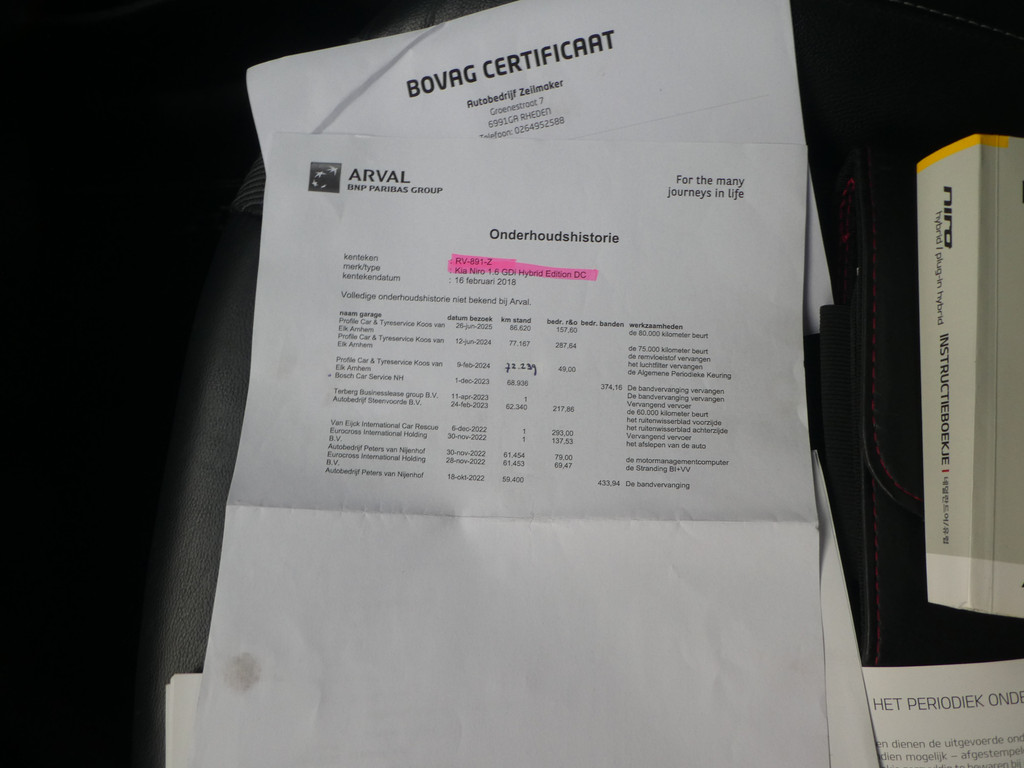 BOVAG CERTIFICAAT
Autobedrijf Zeilmaker
Groenestraat 7
6991GA RHEDEN
Telefoon: 0264952588
ARVAL
BNP PARIBAS GROUP
For the many
journeys in life
Onderhoudshistorie
kenteken : RV-891-Z
merk/type : Kia Niro 1.6 GDi Hybrid Edition DC
kentekendatum : 16 februari 2018
Volledige onderhoudshistorie niet bekend bij Arval.
naam garage datum bezoek km stand bedr. r&o bedr. banden werkzaamheden
Profile Car & Tyreservice Koos van 26-jun-2025 86.620 157,60 de 80.000 kilometer beurt
Elk Arnhem
Profile Car & Tyreservice Koos van 12-jun-2024 77.167 287,64 de 75.000 kilometer beurt
Elk Arnhem de remvloeistof vervangen
het luchtfilter vervangen
Profile Car & Tyreservice Koos van 9-feb-2024 72.239 49,00 de Algemene Periodieke Keuring
Elk Arnhem
Bosch Car Service NH 1-dec-2023 68.936 374,16 De bandvervanging vervangen
De bandvervanging vervangen
Terberg Businesslease group B.V. 11-apr-2023 1 Vervangend vervoer
Autobedrijf Steenvoorde B.V. 24-feb-2023 62.340 217,86 de 60.000 kilometer beurt
het ruitenwisserblad voorzijde
het ruitenwisserblad achterzijde
Van Eijck International Car Rescue 6-dec-2022 1 293,00 Vervangend vervoer
Eurocross International Holding 30-nov-2022 1 137,53 het afslepen van de auto
B.V.
Autobedrijf Peters van Nijenhof 30-nov-2022 61.454 79,00 de motormanagementcomputer
Eurocross International Holding 28-nov-2022 61.453 69,47 de Stranding BI+VV
B.V.
Autobedrijf Peters van Nijenhof 18-okt-2022 59.400 433,94 De bandvervanging
niro
hybrid / plug-in hybrid
INSTRUCTIEBOEKJE | 네덜란드어/유럽
HET PERIODIEK ONDE
en dienen de uitgevoerde ond
dien mogelijk – afgestempel